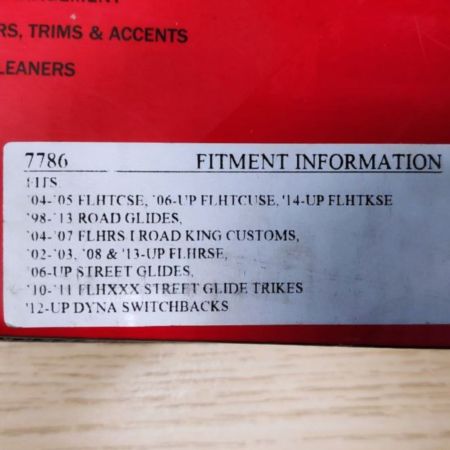 RS, TRIMS & ACCENTS
LEANERS
7786 FITMENT INFORMATION
FITS
'04-'05 FLHTCSE, '06-UP FLHTCUSE, '14-UP FLHTKSE
'98-'13 ROAD GLIDES,
'04-'07 FLHRS I ROAD KING CUSTOMS,
'02-'03, '08 & '13-UP FLHRSE,
'06-UP STREET GLIDES,
'10-'11 FLHXXX STREET GLIDE TRIKES
'12-UP DYNA SWITCHBACKS